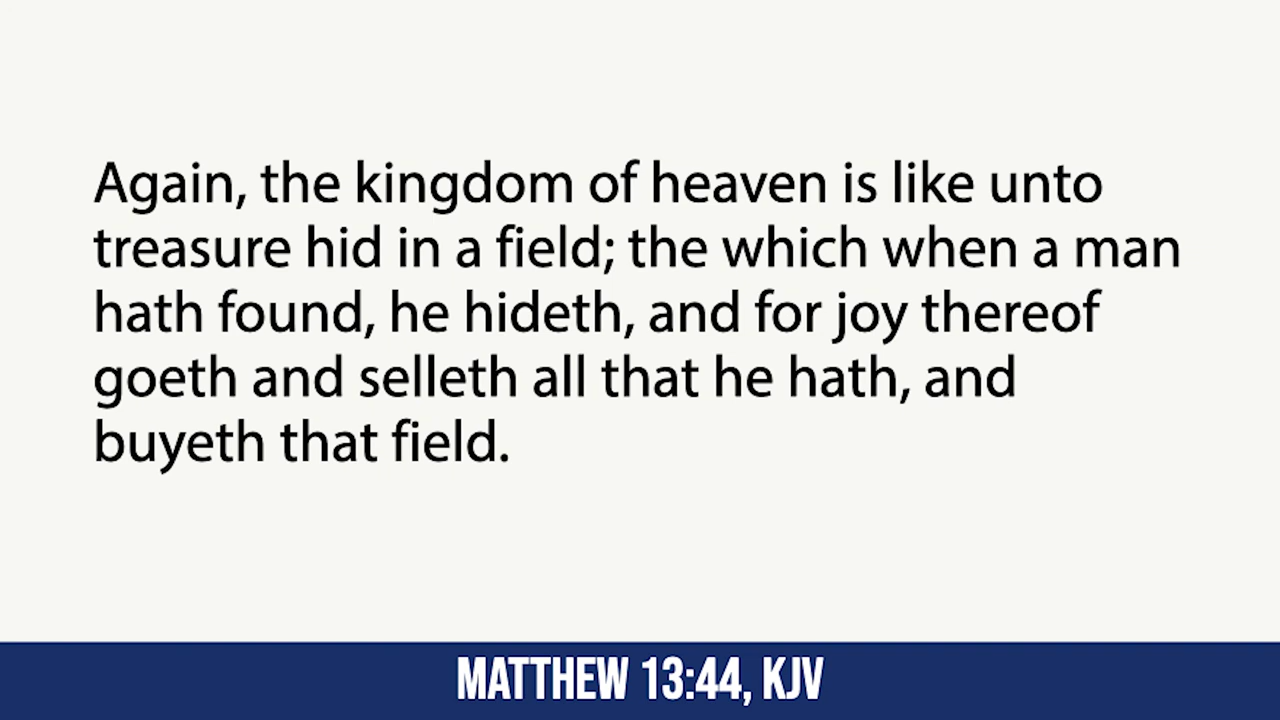 Again, the kingdom of heaven is like unto
treasure hid in a field; the which when a man
hath found, he hideth, and for joy thereof
goeth and selleth all that he hath, and
buyeth that field.
MATTHEW 13:44, KJV